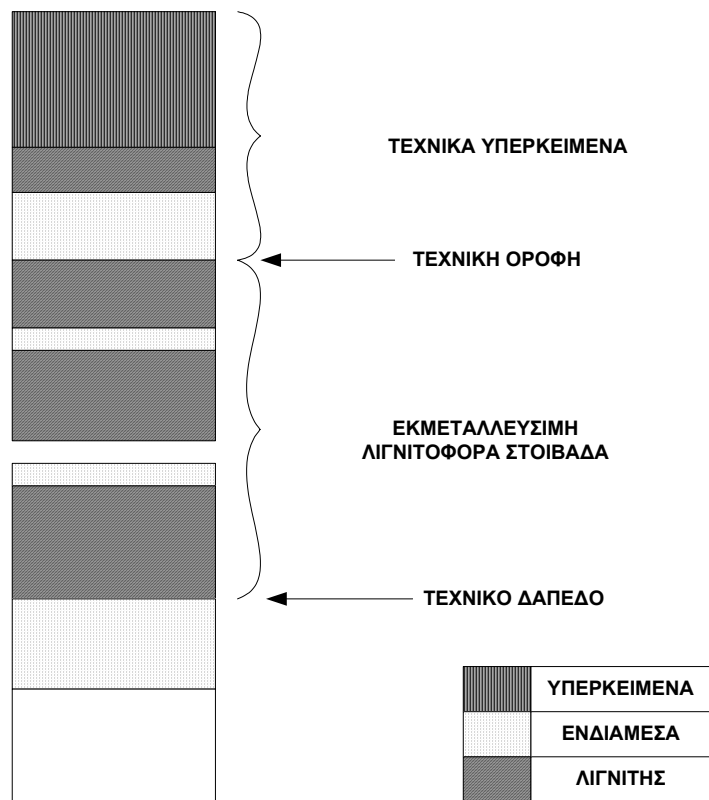 ΤΕΧΝΙΚΑ ΥΠΕΡΚΕΙΜΕΝΑ
ΤΕΧΝΙΚΗ ΟΡΟΦΗ
ΕΚΜΕΤΑΛΛΕΥΣΙΜΗ
ΛΙΓΝΙΤΟΦΟΡΑ ΣΤΟΙΒΑΔΑ
ΤΕΧΝΙΚΟ ΔΑΠΕΔΟ
ΥΠΕΡΚΕΙΜΕΝΑ
ΕΝΔΙΑΜΕΣΑ
ΛΙΓΝΙΤΗΣ